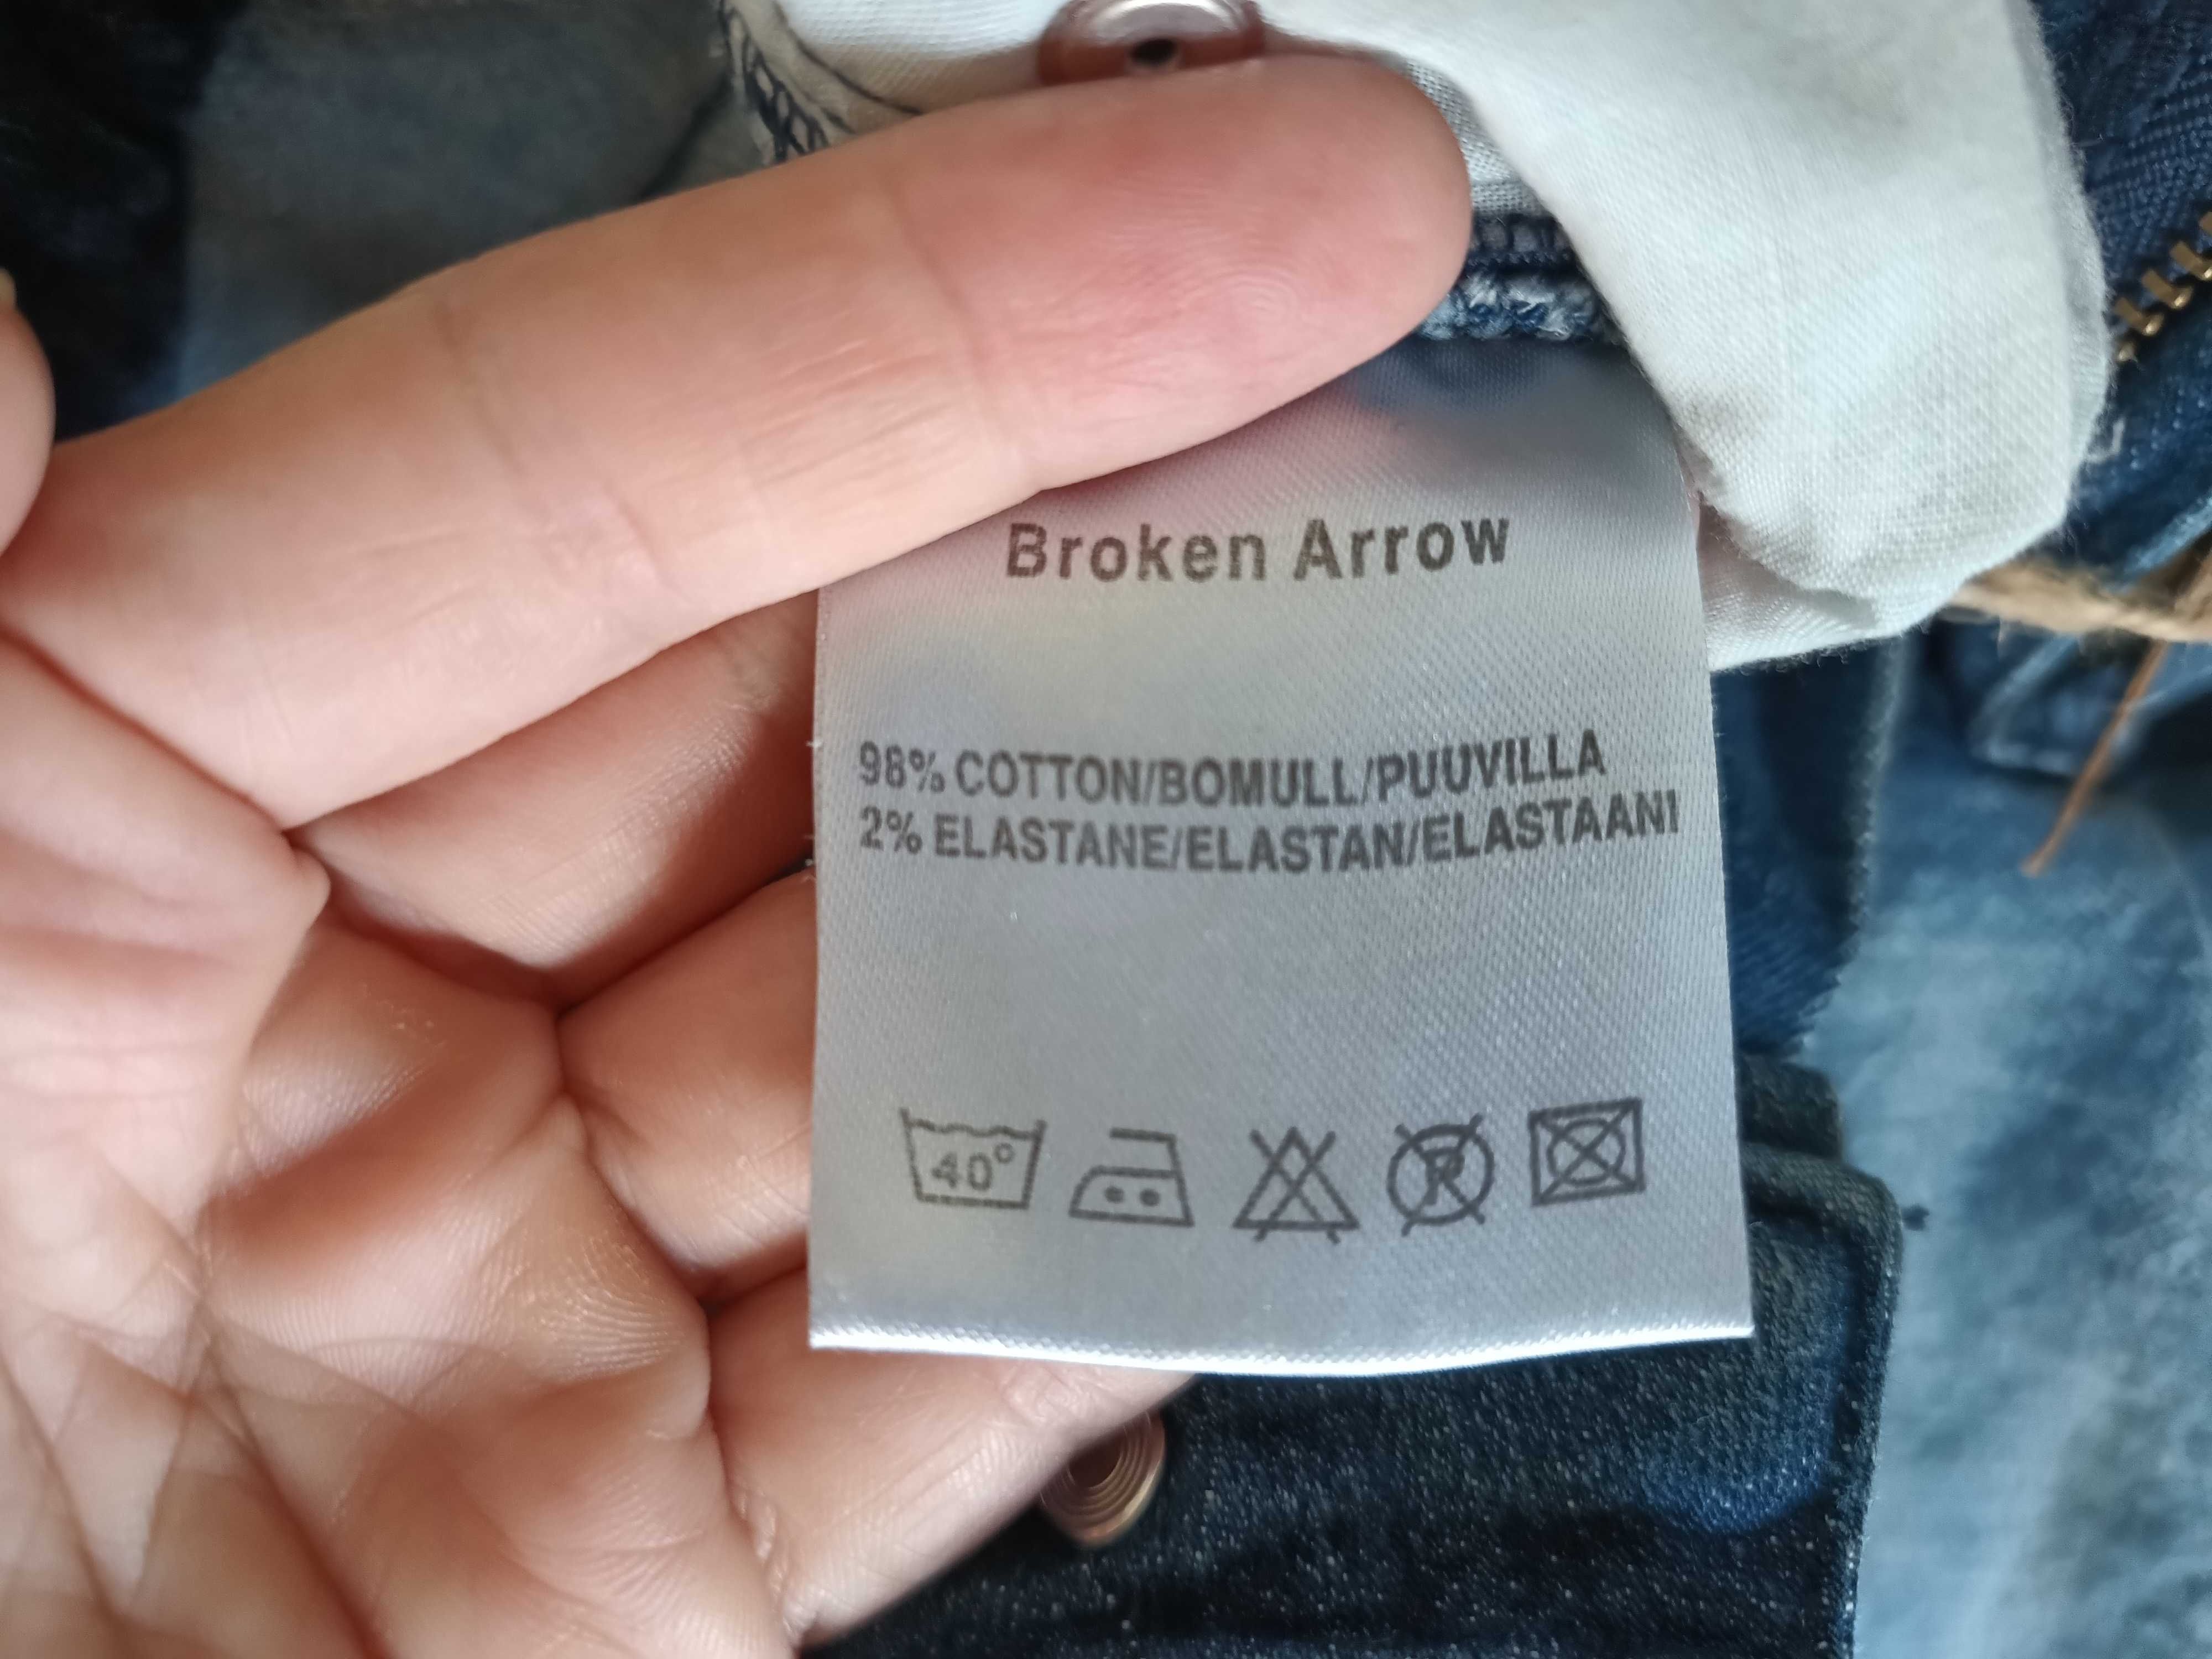 Broken Arrow
98% COTTON/BOMULL/PUUVILLA
2% ELASTANE/ELASTAN/ELASTAANI
40° P